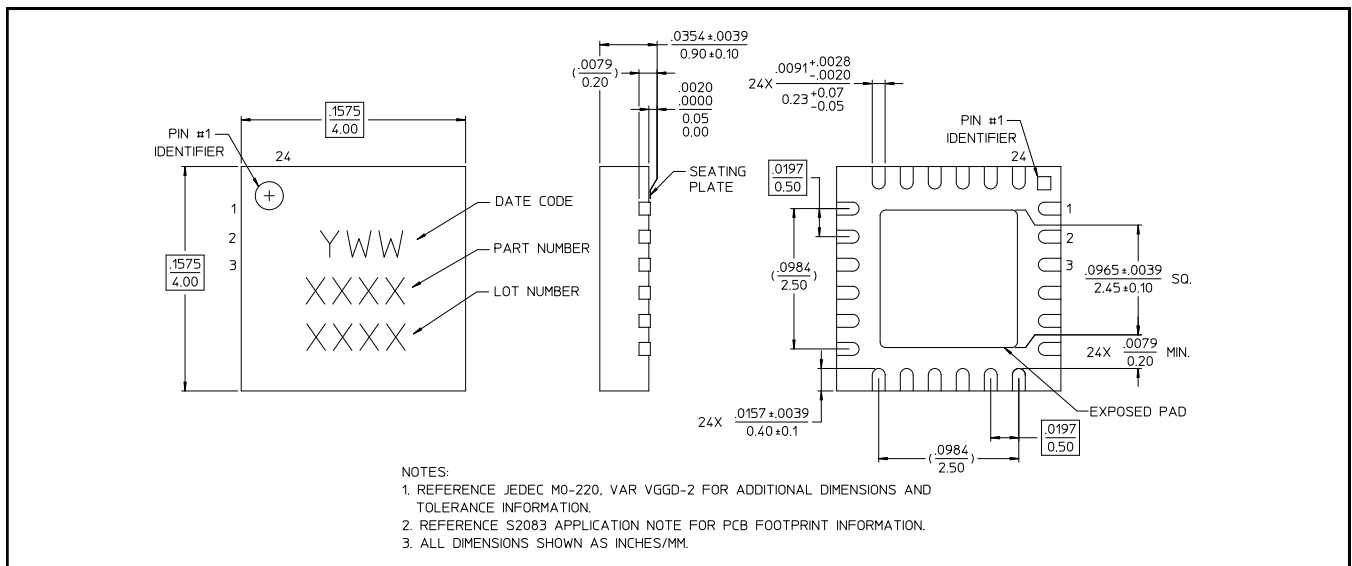 .1575
4.00
PIN #1
IDENTIFIER
24
1
2
3
.1575
4.00
YWW
XXXX
XXXX
DATE CODE
PART NUMBER
LOT NUMBER
.0354±.0039
0.90±0.10
(.0079
0.20)
.0020
.0000
0.05
0.00
SEATING
PLATE
24X .0091 +.0028
-.0020
0.23 +0.07
-0.05
PIN #1
IDENTIFIER
24
.0197
0.50
1
2
3
(.0984
2.50)
.0965±.0039
2.45±0.10 SQ.
24X .0079 MIN.
0.20
EXPOSED PAD
24X .0157±.0039
0.40±0.1
.0197
0.50
(.0984
2.50)
NOTES:
1. REFERENCE JEDEC MO-220, VAR VGGD-2 FOR ADDITIONAL DIMENSIONS AND
TOLERANCE INFORMATION.
2. REFERENCE S2083 APPLICATION NOTE FOR PCB FOOTPRINT INFORMATION.
3. ALL DIMENSIONS SHOWN AS INCHES/MM.